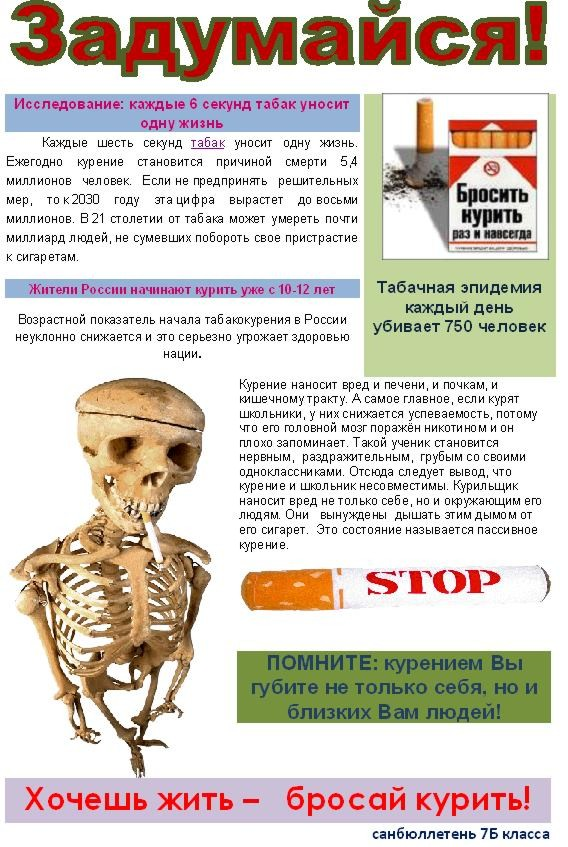 Задумайся!
Исследование: каждые 6 секунд табак уносит
одну жизнь
Каждые шесть секунд табак уносит одну жизнь.
Ежегодно курение становится причиной смерти 5,4
миллионов человек. Если не предпринять решительных
мер, то к 2030 году эта цифра вырастет до восьми
миллионов. В 21 столетии от табака может умереть почти
миллиард людей, не сумевших побороть свое пристрастие
к сигаретам.
Бросить
курить
раз и навсегда
Табачная эпидемия
каждый день
убивает 750 человек
Жители России начинают курить уже с 10-12 лет
Возрастной показатель начала табакокурения в России
неуклонно снижается и это серьезно угрожает здоровью
нации.
Курение наносит вред и печени, и почкам, и
кишечному тракту. А самое главное, если курят
школьники, у них снижается успеваемость, потому
что его головной мозг поражён никотином и он
плохо запоминает. Такой ученик становится
нервным, раздражительным, грубым со своими
одноклассниками. Отсюда следует вывод, что
курение и школьник несовместимы. Курильщик
наносит вред не только себе, но и окружающим его
людям. Они вынуждены дышать этим дымом от
его сигарет. Это состояние называется пассивное
курение.
STOP
ПОМНИТЕ: курением Вы
губите не только себя, но и
близких Вам людей!
Хочешь жить – бросай курить!
санбюллетень 7Б класса